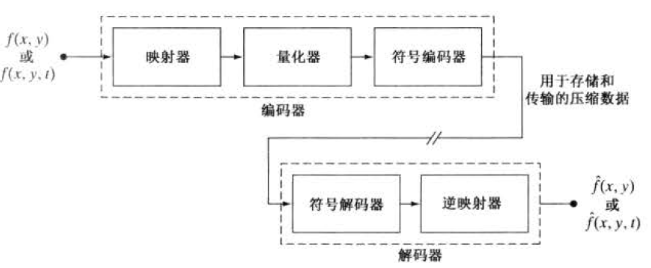 f(x, y)
或
f(x, y, t)
映射器
量化器
符号编码器
编码器
用于存储和
传输的压缩数据
符号解码器
逆映射器
解码器
f̂(x, y)
或
f̂(x, y, t)